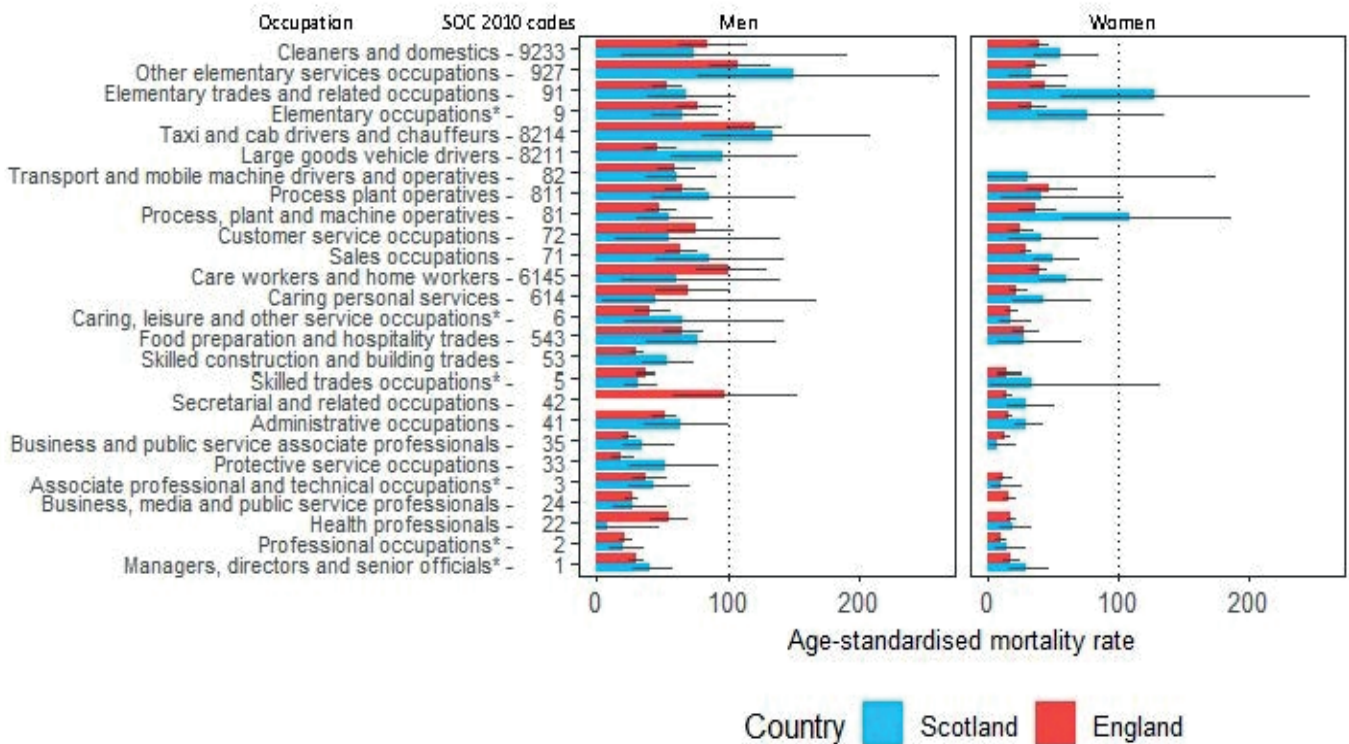 Occupation SOC 2010 codes Men Women
Cleaners and domestics - 9233
Other elementary services occupations - 927
Elementary trades and related occupations - 91
Elementary occupations* - 9
Taxi and cab drivers and chauffeurs - 8214
Large goods vehicle drivers - 8211
Transport and mobile machine drivers and operatives - 82
Process plant operatives - 811
Process, plant and machine operatives - 81
Customer service occupations - 72
Sales occupations - 71
Care workers and home workers - 6145
Caring personal services - 614
Caring, leisure and other service occupations* - 6
Food preparation and hospitality trades - 543
Skilled construction and building trades - 53
Skilled trades occupations* - 5
Secretarial and related occupations - 42
Administrative occupations - 41
Business and public service associate professionals - 35
Protective service occupations - 33
Associate professional and technical occupations* - 3
Business, media and public service professionals - 24
Health professionals - 22
Professional occupations* - 2
Managers, directors and senior officials* - 1
0 100 200 0 100 200
Age-standardised mortality rate
Country Scotland England